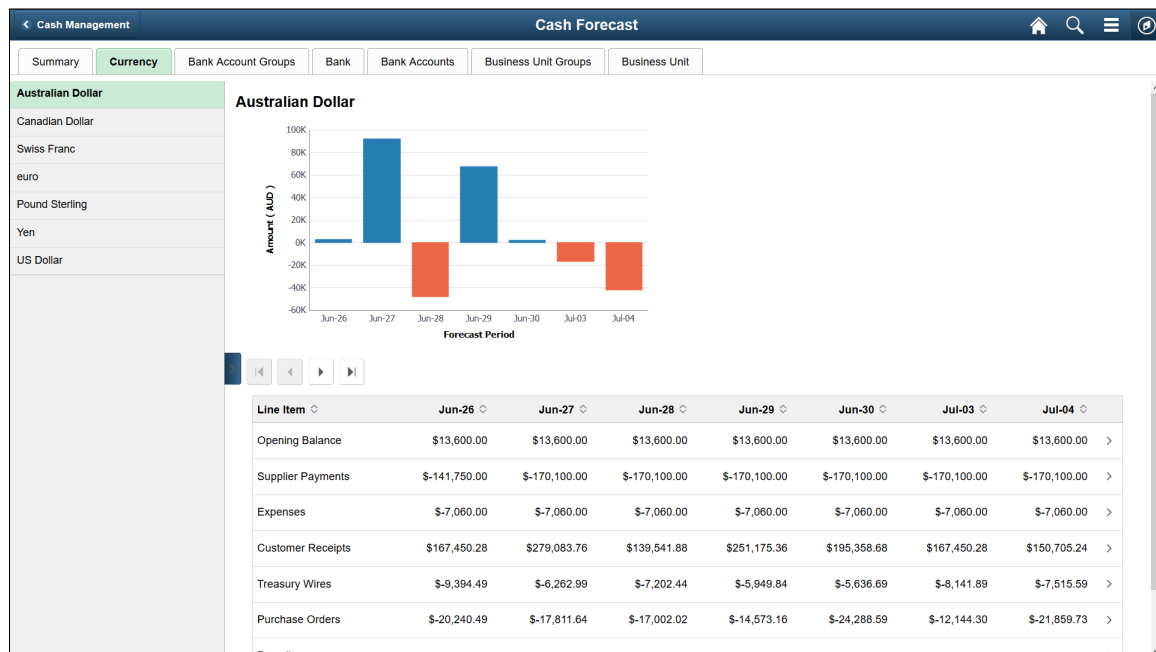 Cash Management
Cash Forecast
Summary Currency Bank Account Groups Bank Bank Accounts Business Unit Groups Business Unit
Australian Dollar
Canadian Dollar
Swiss Franc
euro
Pound Sterling
Yen
US Dollar
Australian Dollar
100K
80K
60K
40K
20K
0K
-20K
-40K
-60K
Amount ( AUD )
Jun-26 Jun-27 Jun-28 Jun-29 Jun-30 Jul-03 Jul-04
Forecast Period
Line Item Jun-26 Jun-27 Jun-28 Jun-29 Jun-30 Jul-03 Jul-04
Opening Balance $13,600.00 $13,600.00 $13,600.00 $13,600.00 $13,600.00 $13,600.00 $13,600.00
Supplier Payments $-141,750.00 $-170,100.00 $-170,100.00 $-170,100.00 $-170,100.00 $-170,100.00 $-170,100.00
Expenses $-7,060.00 $-7,060.00 $-7,060.00 $-7,060.00 $-7,060.00 $-7,060.00 $-7,060.00
Customer Receipts $167,450.28 $279,083.76 $139,541.88 $251,175.36 $195,358.68 $167,450.28 $150,705.24
Treasury Wires $-9,394.49 $-6,262.99 $-7,202.44 $-5,949.84 $-5,636.69 $-8,141.89 $-7,515.59
Purchase Orders $-20,240.49 $-17,811.64 $-17,002.02 $-14,573.16 $-24,288.59 $-12,144.30 $-21,859.73